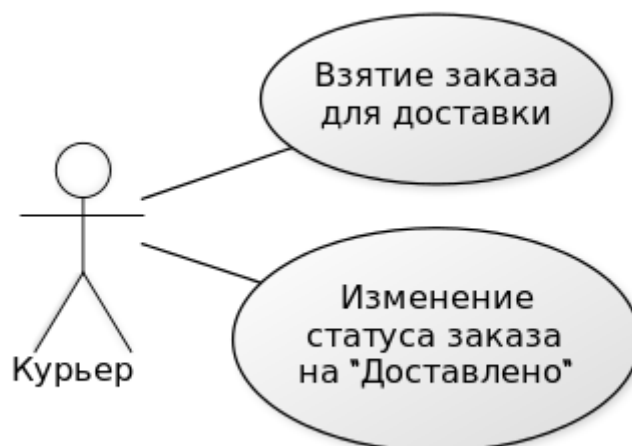 Взятие заказа
для доставки
Изменение
статуса заказа
на "Доставлено"
Курьер